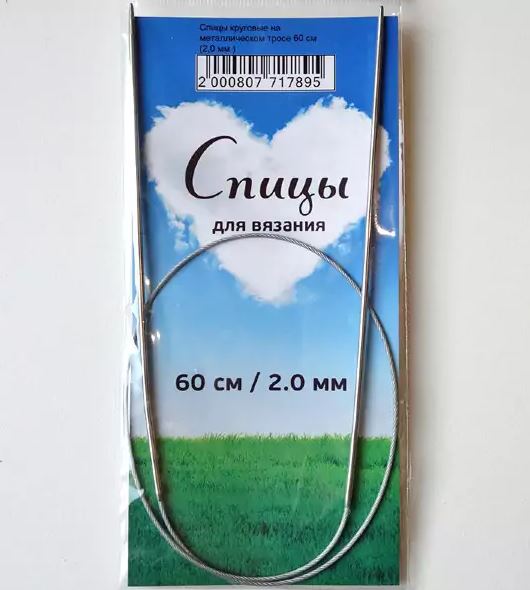 Спицы круговые на
металлическом тросе 60 см
(2,0 мм )
2 000807 717895
Спицы
для вязания
60 см / 2.0 мм